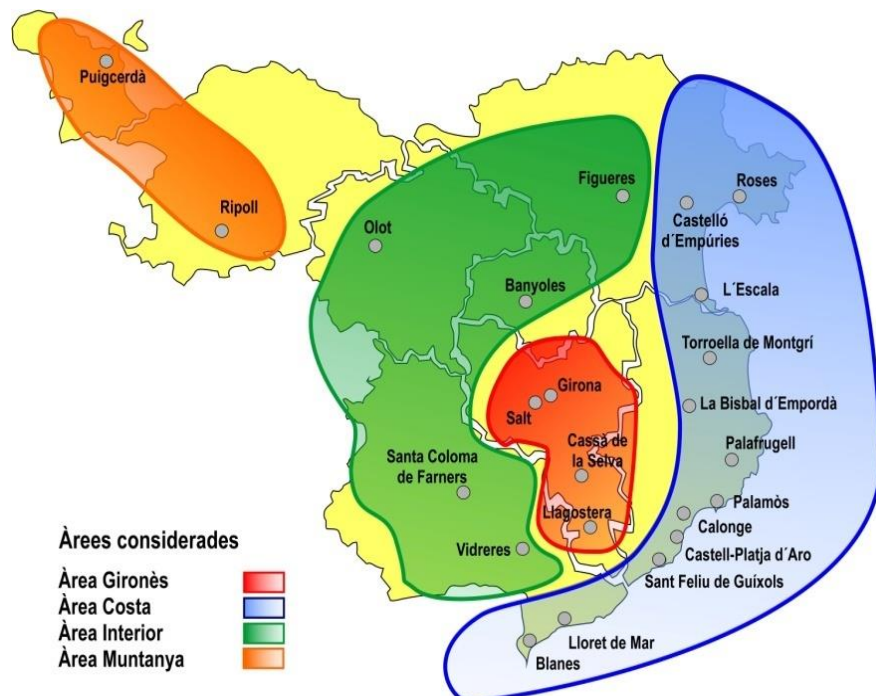 Puigcerdà
Ripoll
Olot
Figueres
Banyoles
Roses
Castelló
d´Empúries
L´Escala
Torroella de Montgrí
Girona
Salt
La Bisbal d´Empordà
Cassà de
la Selva
Palafrugell
Santa Coloma
de Farners
Llagostera
Palamòs
Calonge
Vidreres
Castell-Platja d´Aro
Sant Feliu de Guíxols
Lloret de Mar
Blanes
Àrees considerades
Àrea Gironès
Àrea Costa
Àrea Interior
Àrea Muntanya